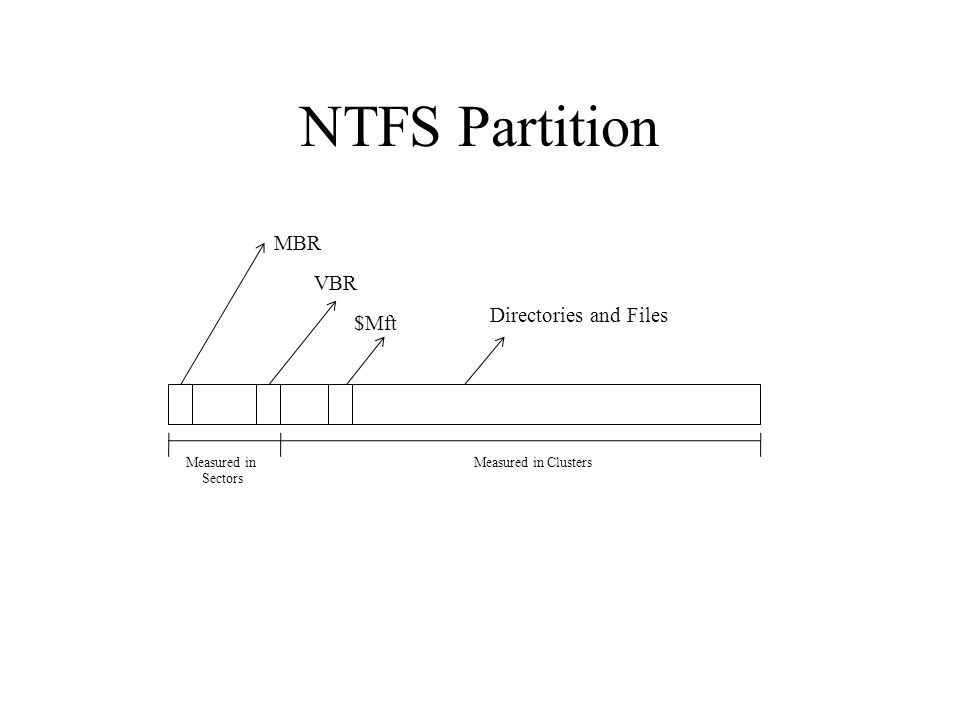 NTFS Partition
MBR
VBR
$Mft
Directories and Files
Measured in
Sectors
Measured in Clusters